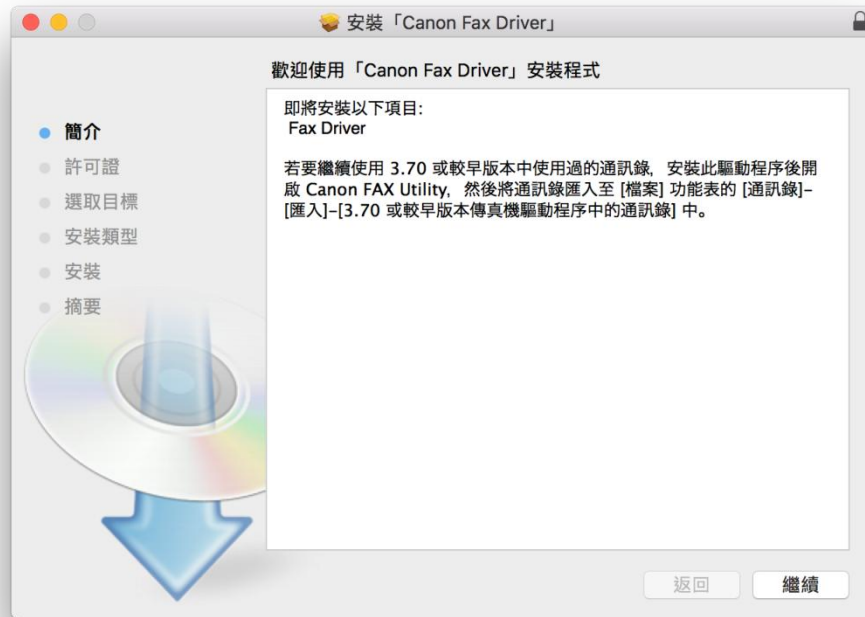 安裝「Canon Fax Driver」
歡迎使用「Canon Fax Driver」安裝程式
簡介
許可證
選取目標
安裝類型
安裝
摘要
即將安裝以下項目:
Fax Driver
若要繼續使用 3.70 或較早版本中使用過的通訊錄，安裝此驅動程序後開
啟 Canon FAX Utility，然後將通訊錄匯入至 [檔案] 功能表的 [通訊錄]-
[匯入]-[3.70 或較早版本傳真機驅動程序中的通訊錄] 中。
返回
繼續